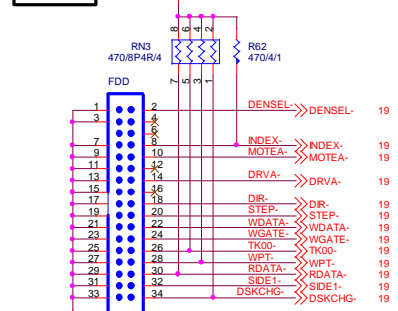 8 6 4 2
RN3
470/8P4R/4
R62
470/4/1
7 5 3 1
FDD
1 2 DENSEL- DENSEL- 19
3 4
6
7 8 INDEX- INDEX- 19
9 10 MOTEA- MOTEA- 19
11 12
13 14 DRVA- DRVA- 19
15 16
17 18 DIR- DIR- 19
19 20 STEP- STEP- 19
21 22 WDATA- WDATA- 19
23 24 WGATE- WGATE- 19
25 26 TK00- TK00- 19
27 28 WPT- WPT- 19
29 30 RDATA- RDATA- 19
31 32 SIDE1- SIDE1- 19
33 34 DSKCHG- DSKCHG- 19